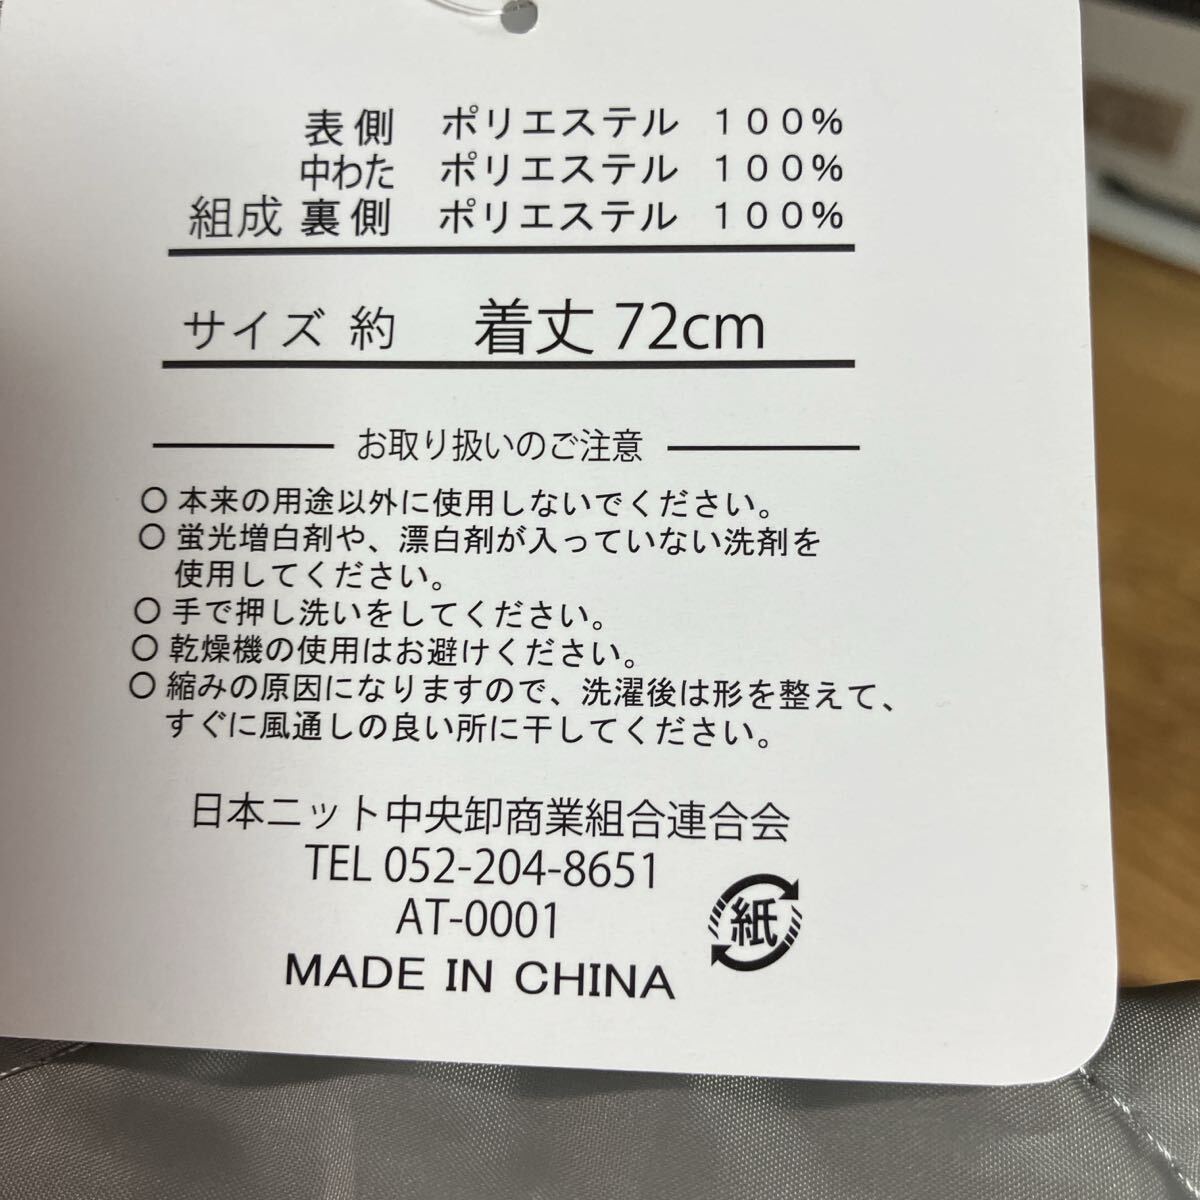 表側 ポリエステル 100%
中わた ポリエステル 100%
組成 裏側 ポリエステル 100%
サイズ 約 着丈 72cm
お取り扱いのご注意
○ 本来の用途以外に使用しないでください。
○ 蛍光増白剤や、漂白剤が入っていない洗剤を
使用してください。
○ 手で押し洗いをしてください。
○ 乾燥機の使用はお避けください。
○ 縮みの原因になりますので、洗濯後は形を整えて、
すぐに風通しの良い所に干してください。
日本ニット中央卸商業組合連合会
TEL 052-204-8651
AT-0001
紙
MADE IN CHINA